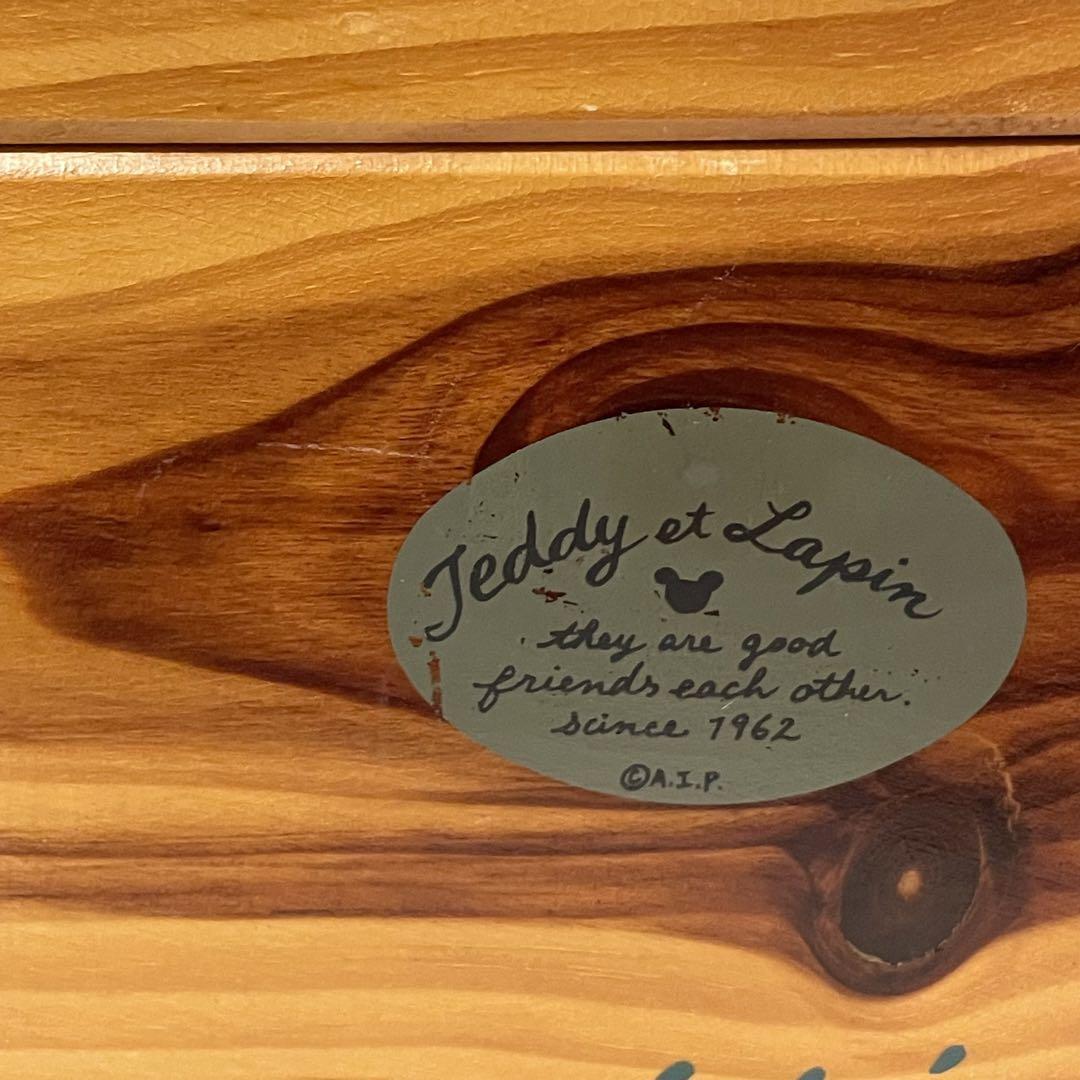 Teddy et Lapin
they are good
friends each other.
scince 1962
©A.I.P.